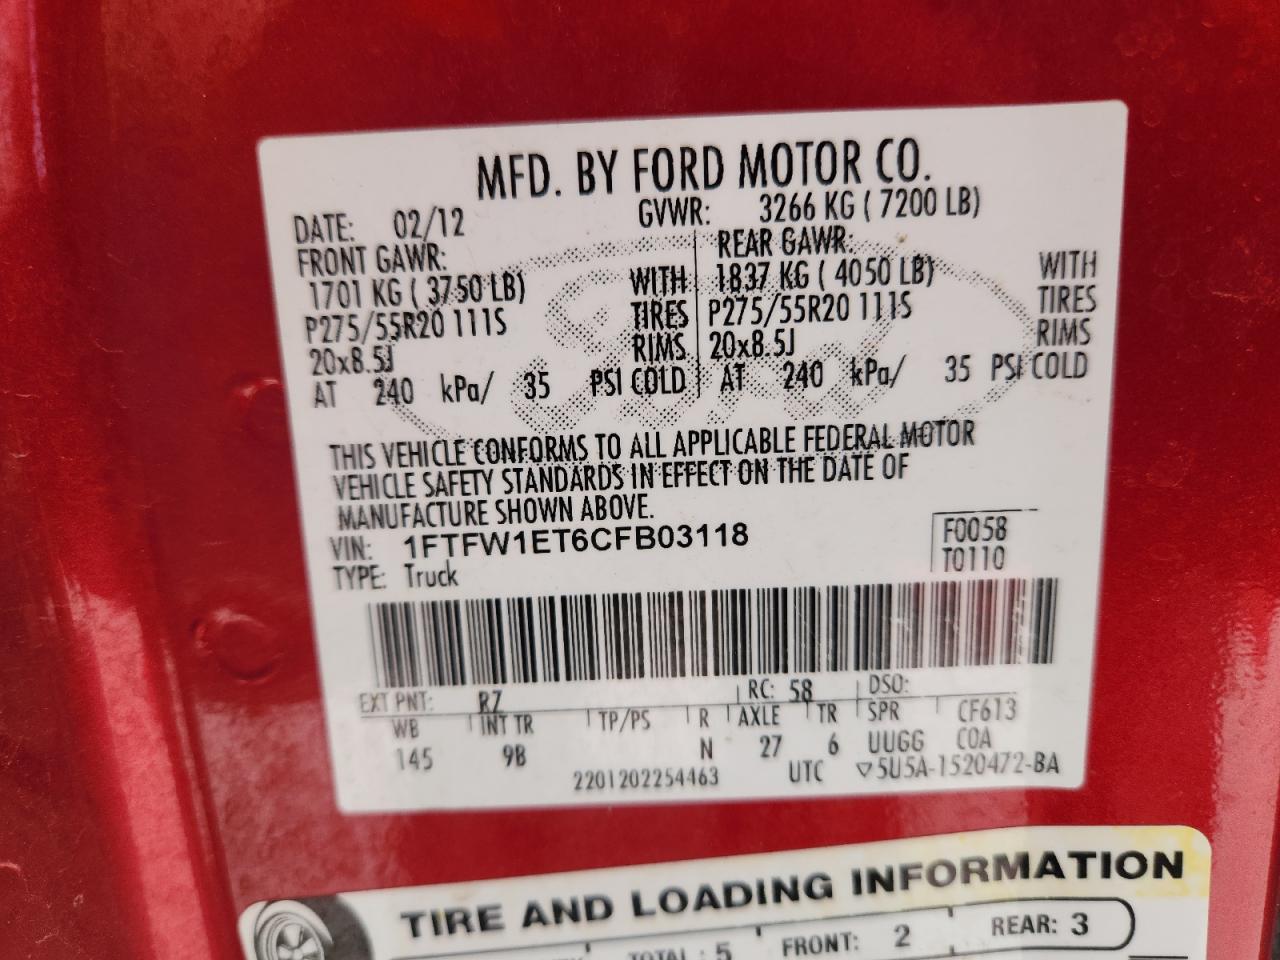 MFD. BY FORD MOTOR CO.
DATE: 02/12 GVWR: 3266 KG ( 7200 LB)
FRONT GAWR: REAR GAWR:
1701 KG ( 3750 LB) WITH 1837 KG ( 4050 LB) WITH
P275/55R20 111S TIRES P275/55R20 111S TIRES
20x8.5J RIMS 20x8.5J RIMS
AT 240 kPa/ 35 PSI COLD AT 240 kPa/ 35 PSI COLD
THIS VEHICLE CONFORMS TO ALL APPLICABLE FEDERAL MOTOR
VEHICLE SAFETY STANDARDS IN EFFECT ON THE DATE OF
MANUFACTURE SHOWN ABOVE.
VIN: 1FTFW1ET6CFB03118 F0058
TYPE: Truck T0110
EXT PNT: RZ RC: 58 DSO:
WB INT TR TP/PS R AXLE TR SPR CF613
145 9B N 27 6 UUGG COA
2201202254463 UTC ▽5U5A-1520472-BA
TIRE AND LOADING INFORMATION
TOTAL : 5 FRONT: 2 REAR: 3